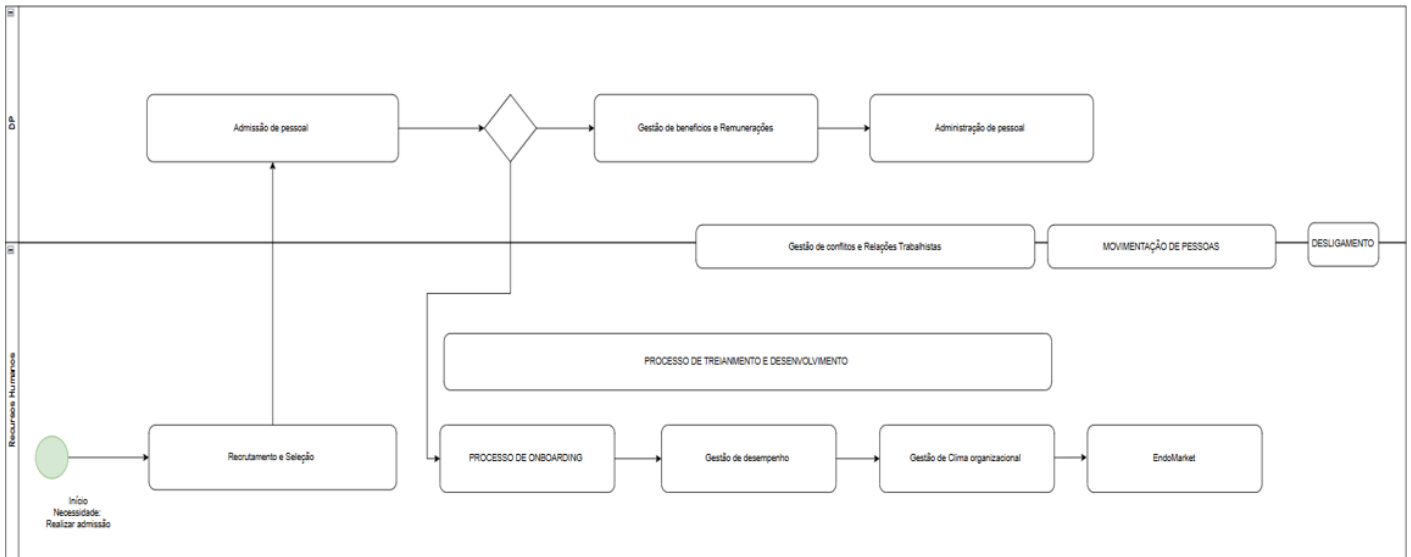 DP
Admissão de pessoal
Gestão de beneficios e Remunerações
Administração de pessoal
Gestão de conflitos e Relações Trabalhistas
MOVIMENTAÇÃO DE PESSOAS
DESLIGAMENTO
Recursos Humanos
PROCESSO DE TREIANMENTO E DESENVOLVIMENTO
Recrutamento e Seleção
PROCESSO DE ONBOARDING
Gestão de desempenho
Gestão de Clima organizacional
EndoMarket
Início
Necessidade:
Realizar admissão